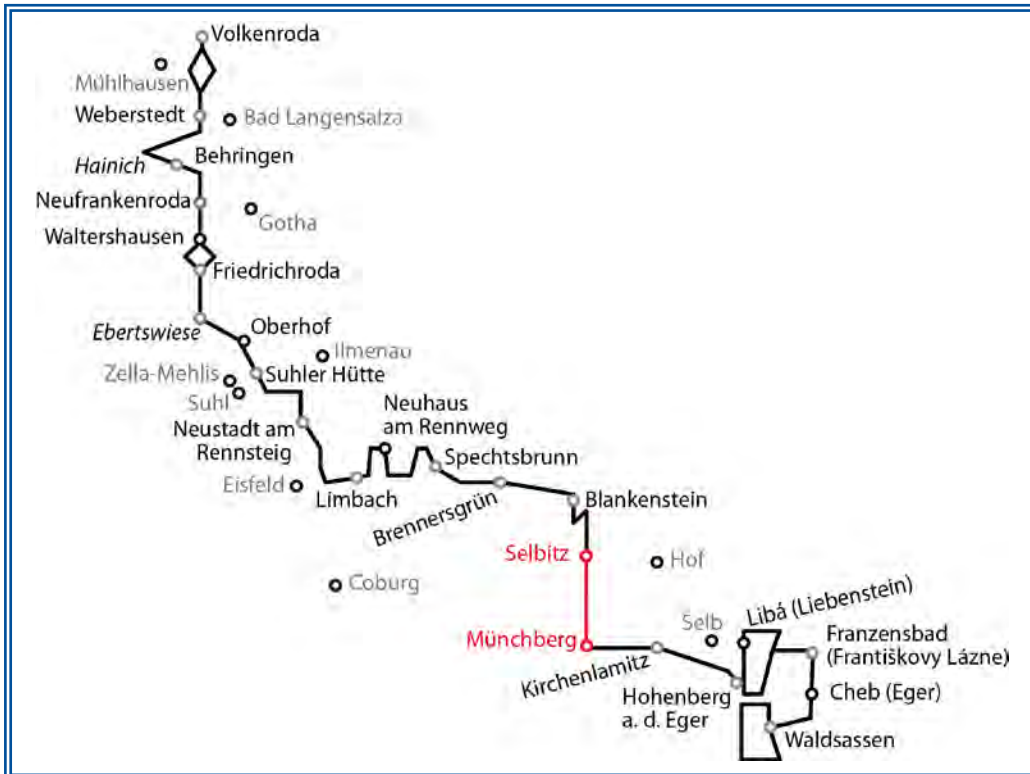 Volkenroda
Mühlhausen
Weberstedt
Bad Langensalza
Hainich
Behringen
Neufrankenroda
Gotha
Waltershausen
Friedrichroda
Ebertswiese
Oberhof
Ilmenau
Zella-Mehlis
Suhler Hütte
Suhl
Neuhaus
am Rennweg
Neustadt am
Rennsteig
Spechtsbrunn
Eisfeld
Limbach
Brennersgrün
Blankenstein
Selbitz
Hof
Coburg
Libá (Liebenstein)
Selb
Münchberg
Franzensbad
(Františkovy Lázne)
Kirchenlamitz
Hohenberg
a. d. Eger
Cheb (Eger)
Waldsassen